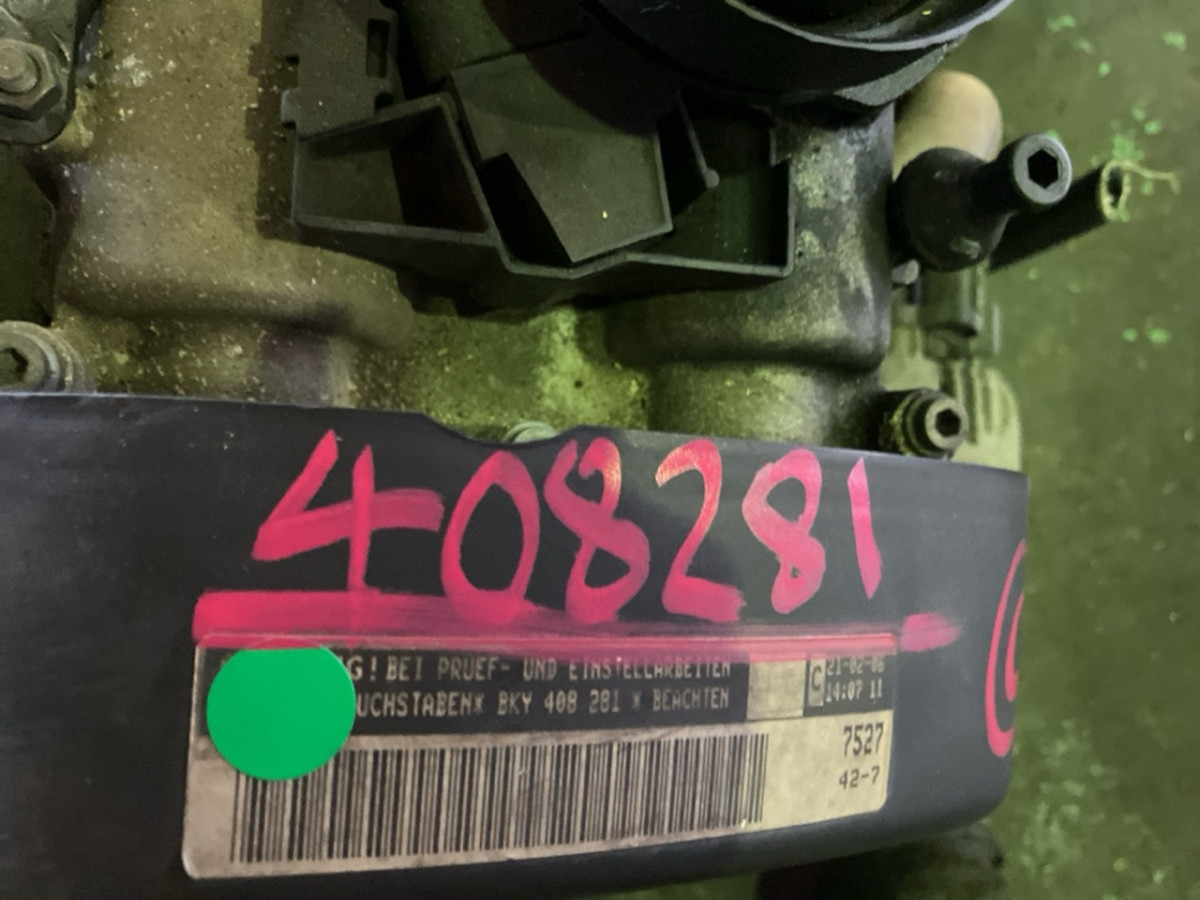 408281
G! BEI PRUEF- UND EINSTELLARBEITEN
UCHSTABEN* BKY 408 281 * BEACHTEN
C
21-02-06
14:07 11
7527
42-7